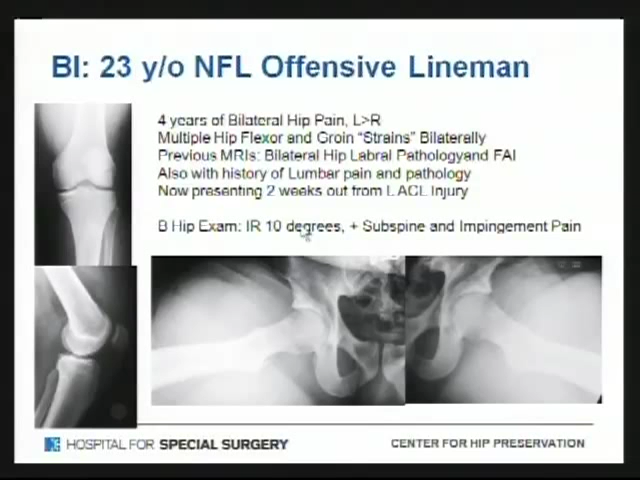 BI: 23 y/o NFL Offensive Lineman
4 years of Bilateral Hip Pain, L>R
Multiple Hip Flexor and Groin "Strains" Bilaterally
Previous MRIs: Bilateral Hip Labral Pathologyand FAI
Also with history of Lumbar pain and pathology
Now presenting 2 weeks out from L ACL Injury
B Hip Exam: IR 10 degrees, + Subspine and Impingement Pain
HOSPITAL FOR SPECIAL SURGERY
CENTER FOR HIP PRESERVATION